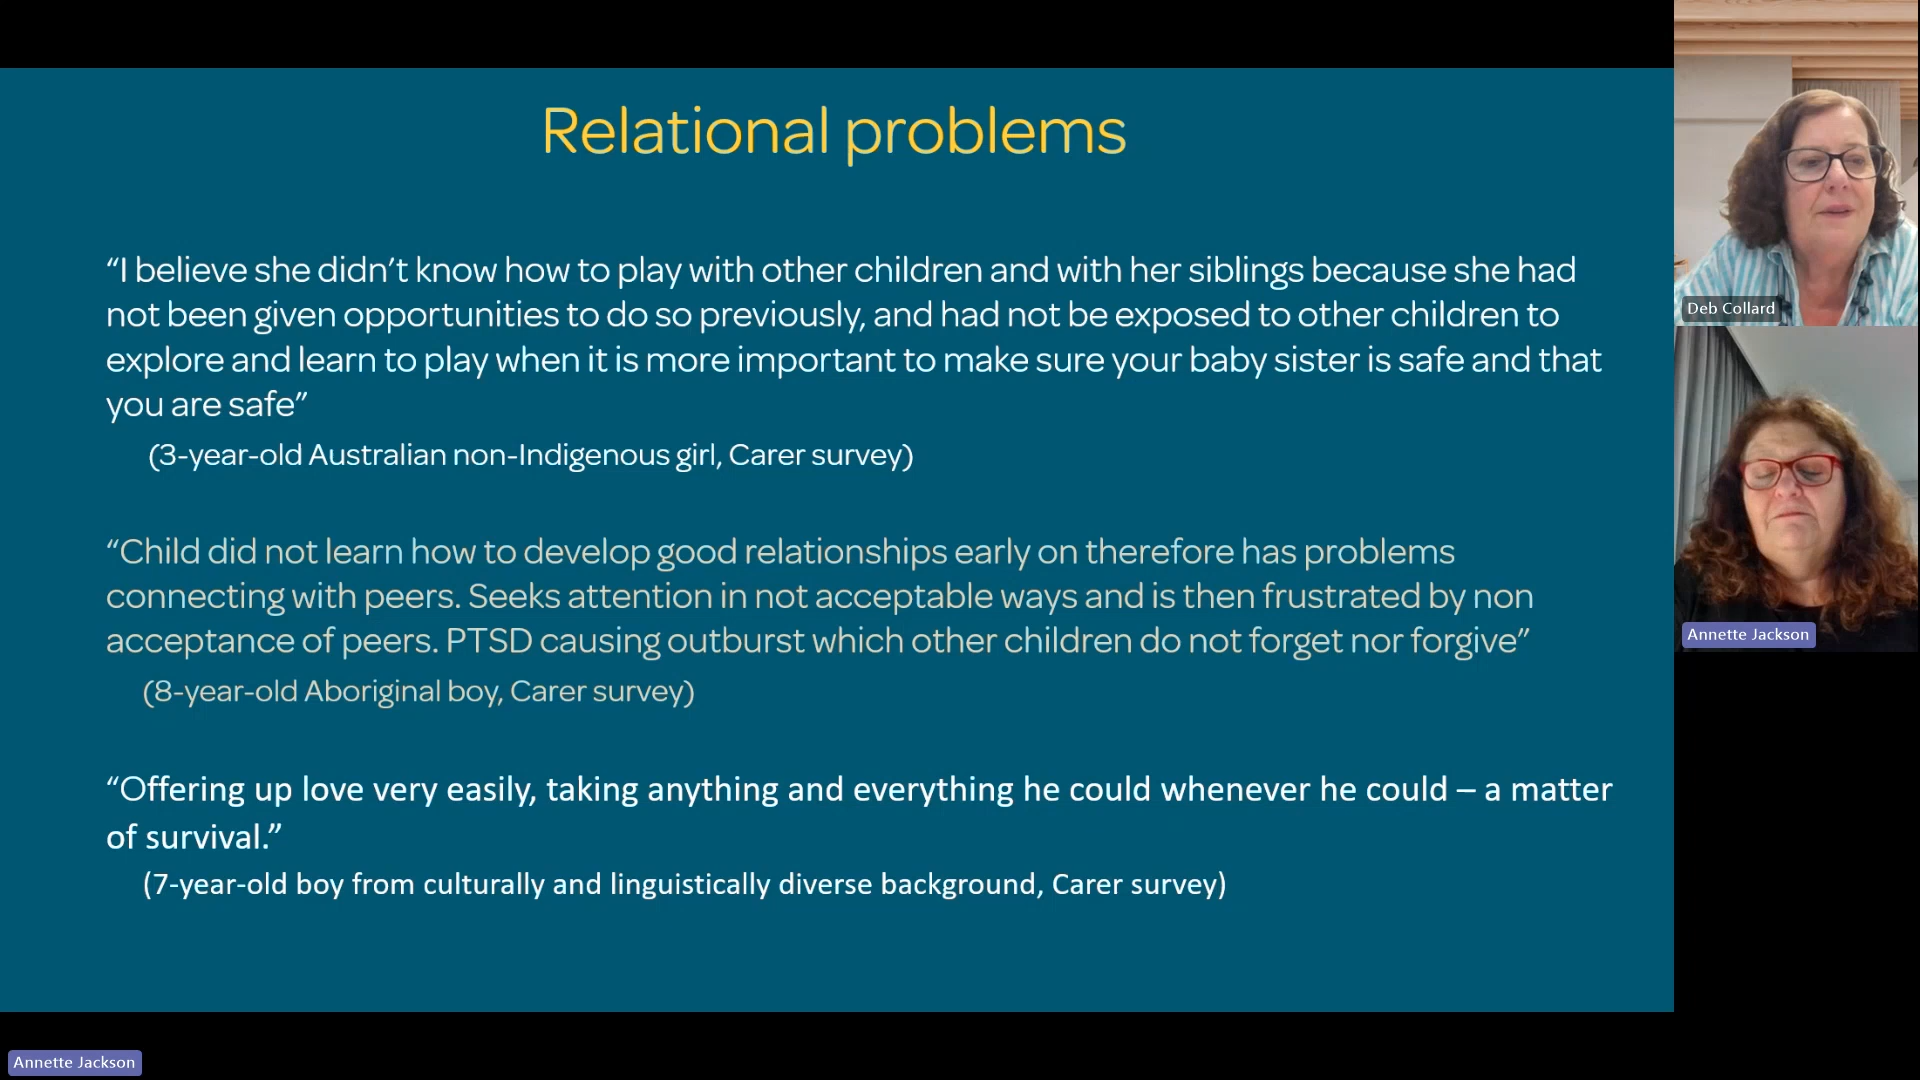 Relational problems
“I believe she didn’t know how to play with other children and with her siblings because she had
not been given opportunities to do so previously, and had not be exposed to other children to
explore and learn to play when it is more important to make sure your baby sister is safe and that
you are safe”
(3-year-old Australian non-Indigenous girl, Carer survey)
“Child did not learn how to develop good relationships early on therefore has problems
connecting with peers. Seeks attention in not acceptable ways and is then frustrated by non
acceptance of peers. PTSD causing outburst which other children do not forget nor forgive”
(8-year-old Aboriginal boy, Carer survey)
“Offering up love very easily, taking anything and everything he could whenever he could – a matter
of survival.”
(7-year-old boy from culturally and linguistically diverse background, Carer survey)
Deb Collard
Annette Jackson
Annette Jackson